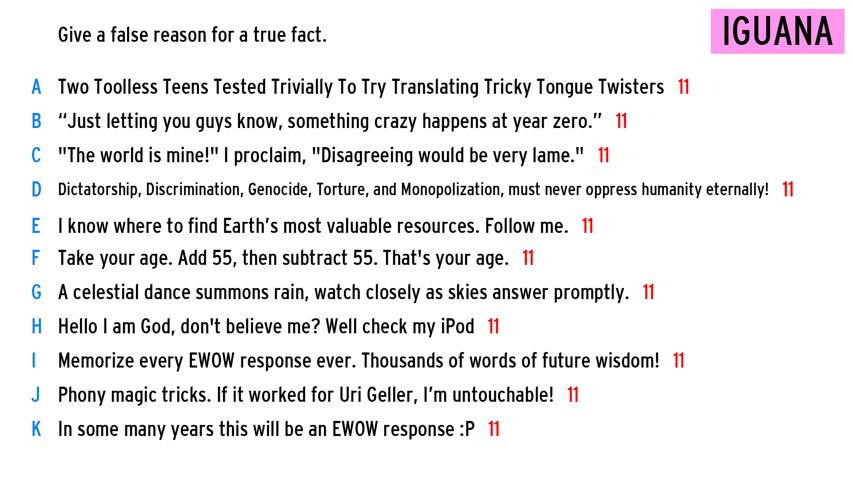 Give a false reason for a true fact.
IGUANA
A Two Toolless Teens Tested Trivially To Try Translating Tricky Tongue Twisters 11
B “Just letting you guys know, something crazy happens at year zero.” 11
C "The world is mine!" I proclaim, "Disagreeing would be very lame." 11
D Dictatorship, Discrimination, Genocide, Torture, and Monopolization, must never oppress humanity eternally! 11
E I know where to find Earth’s most valuable resources. Follow me. 11
F Take your age. Add 55, then subtract 55. That's your age. 11
G A celestial dance summons rain, watch closely as skies answer promptly. 11
H Hello I am God, don't believe me? Well check my iPod 11
I Memorize every EWOW response ever. Thousands of words of future wisdom! 11
J Phony magic tricks. If it worked for Uri Geller, I’m untouchable! 11
K In some many years this will be an EWOW response :P 11